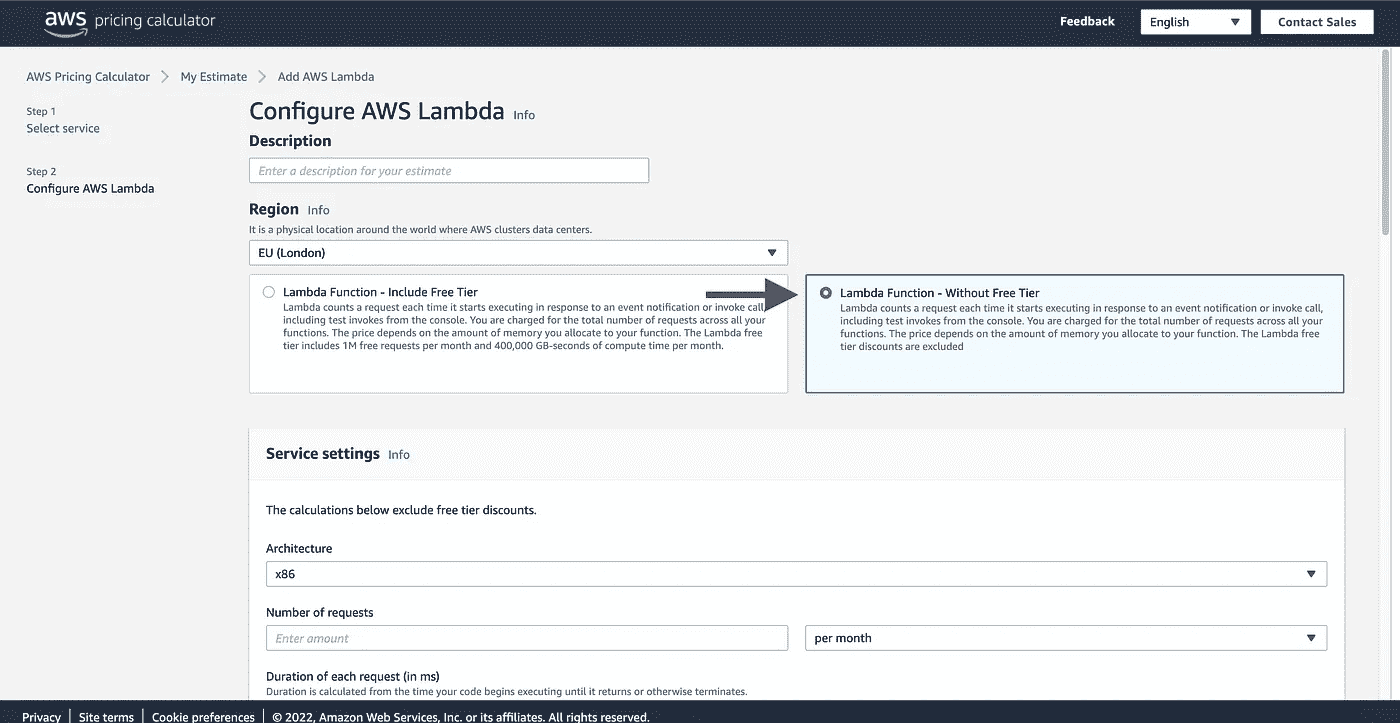 aws pricing calculator
Feedback
English
Contact Sales
AWS Pricing Calculator
My Estimate
Add AWS Lambda
Step 1
Select service
Step 2
Configure AWS Lambda
Configure AWS Lambda Info
Description
Enter a description for your estimate
Region Info
It is a physical location around the world where AWS clusters data centers.
EU (London)
Lambda Function - Include Free Tier
Lambda counts a request each time it starts executing in response to an event notification or invoke call,
including test invokes from the console. You are charged for the total number of requests across all your
functions. The price depends on the amount of memory you allocate to your function. The Lambda free
tier includes 1M free requests per month and 400,000 GB-seconds of compute time per month.
Lambda Function - Without Free Tier
Lambda counts a request each time it starts executing in response to an event notification or invoke call,
including test invokes from the console. You are charged for the total number of requests across all your
functions. The price depends on the amount of memory you allocate to your function. The Lambda free
tier discounts are excluded
Service settings Info
The calculations below exclude free tier discounts.
Architecture
x86
Number of requests
Enter amount
per month
Duration of each request (in ms)
Duration is calculated from the time your code begins executing until it returns or otherwise terminates.
Privacy | Site terms | Cookie preferences | © 2022, Amazon Web Services, Inc. or its affiliates. All rights reserved.